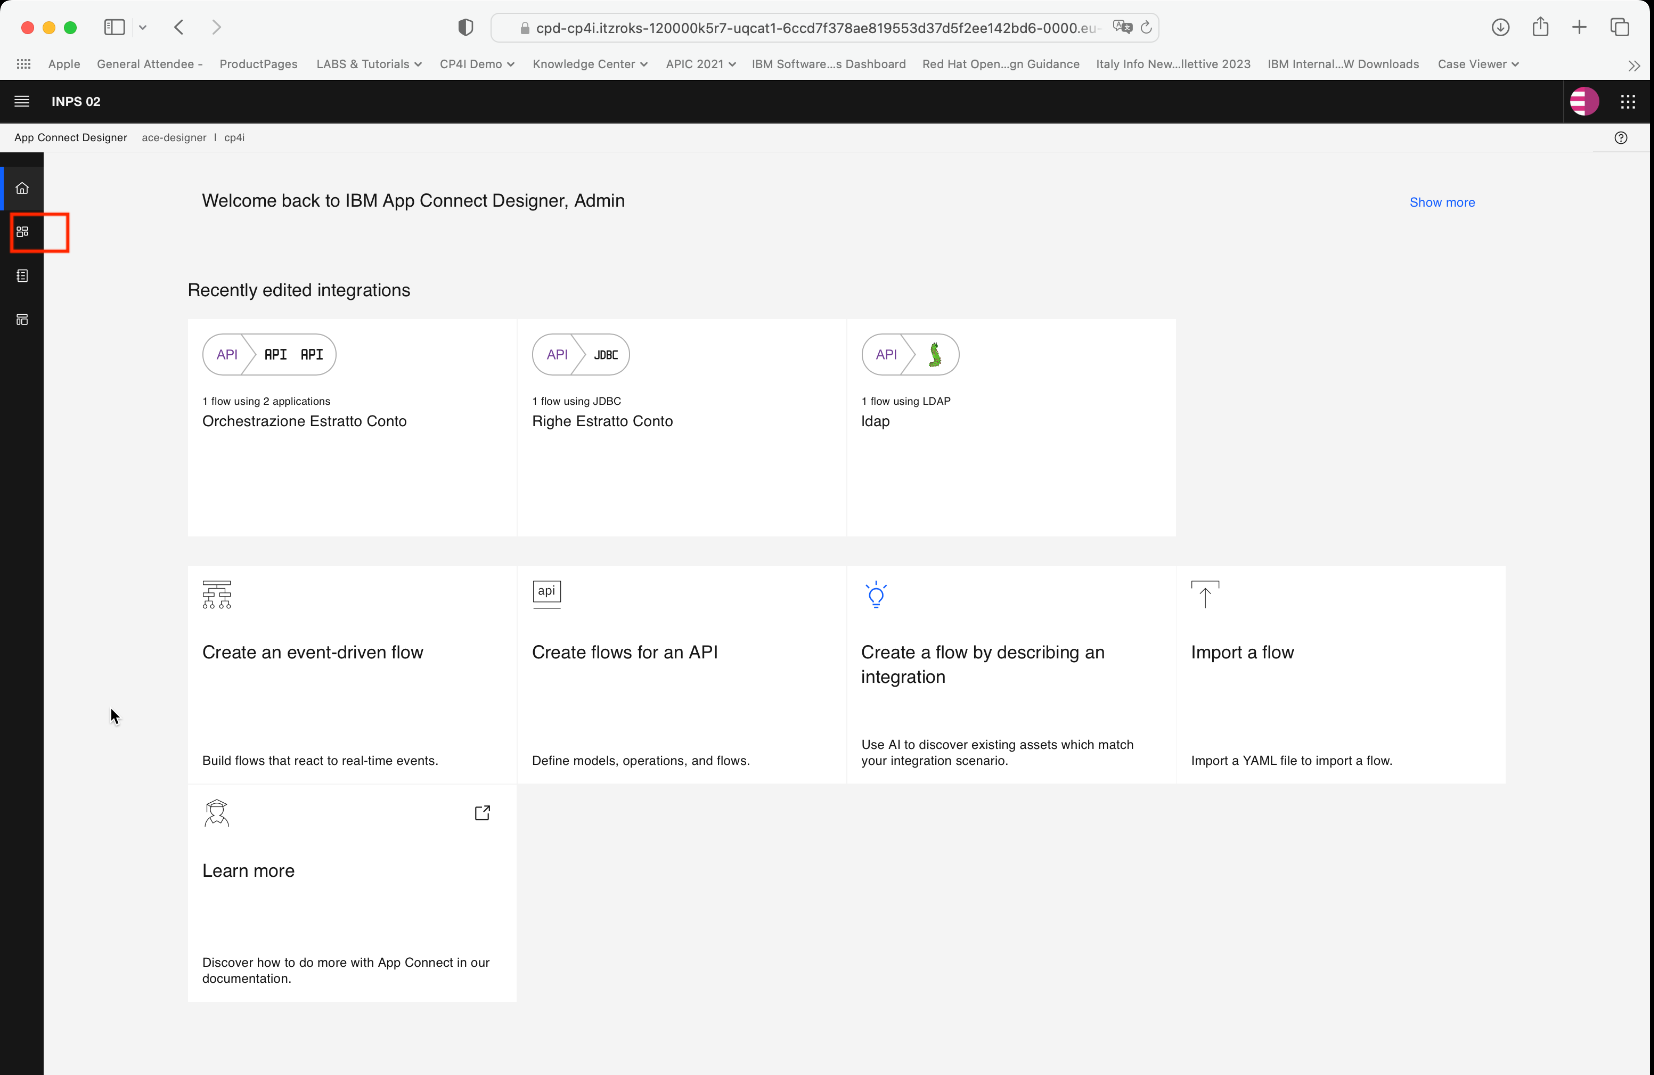 cpd-cp4i.itzroks-120000k5r7-uqcat1-6ccd7f378ae819553d37d5f2ee142bd6-0000.eu-
Apple General Attendee - ProductPages LABS & Tutorials CP4I Demo Knowledge Center APIC 2021 IBM Software...s Dashboard Red Hat Open...gn Guidance Italy Info New...llettive 2023 IBM Internal...W Downloads Case Viewer
INPS 02
App Connect Designer ace-designer | cp4i
Welcome back to IBM App Connect Designer, Admin
Show more
Recently edited integrations
API API API
1 flow using 2 applications
Orchestrazione Estratto Conto
API JDBC
1 flow using JDBC
Righe Estratto Conto
API
1 flow using LDAP
ldap
Create an event-driven flow
Build flows that react to real-time events.
api
Create flows for an API
Define models, operations, and flows.
Create a flow by describing an
integration
Use AI to discover existing assets which match
your integration scenario.
Import a flow
Import a YAML file to import a flow.
Learn more
Discover how to do more with App Connect in our
documentation.